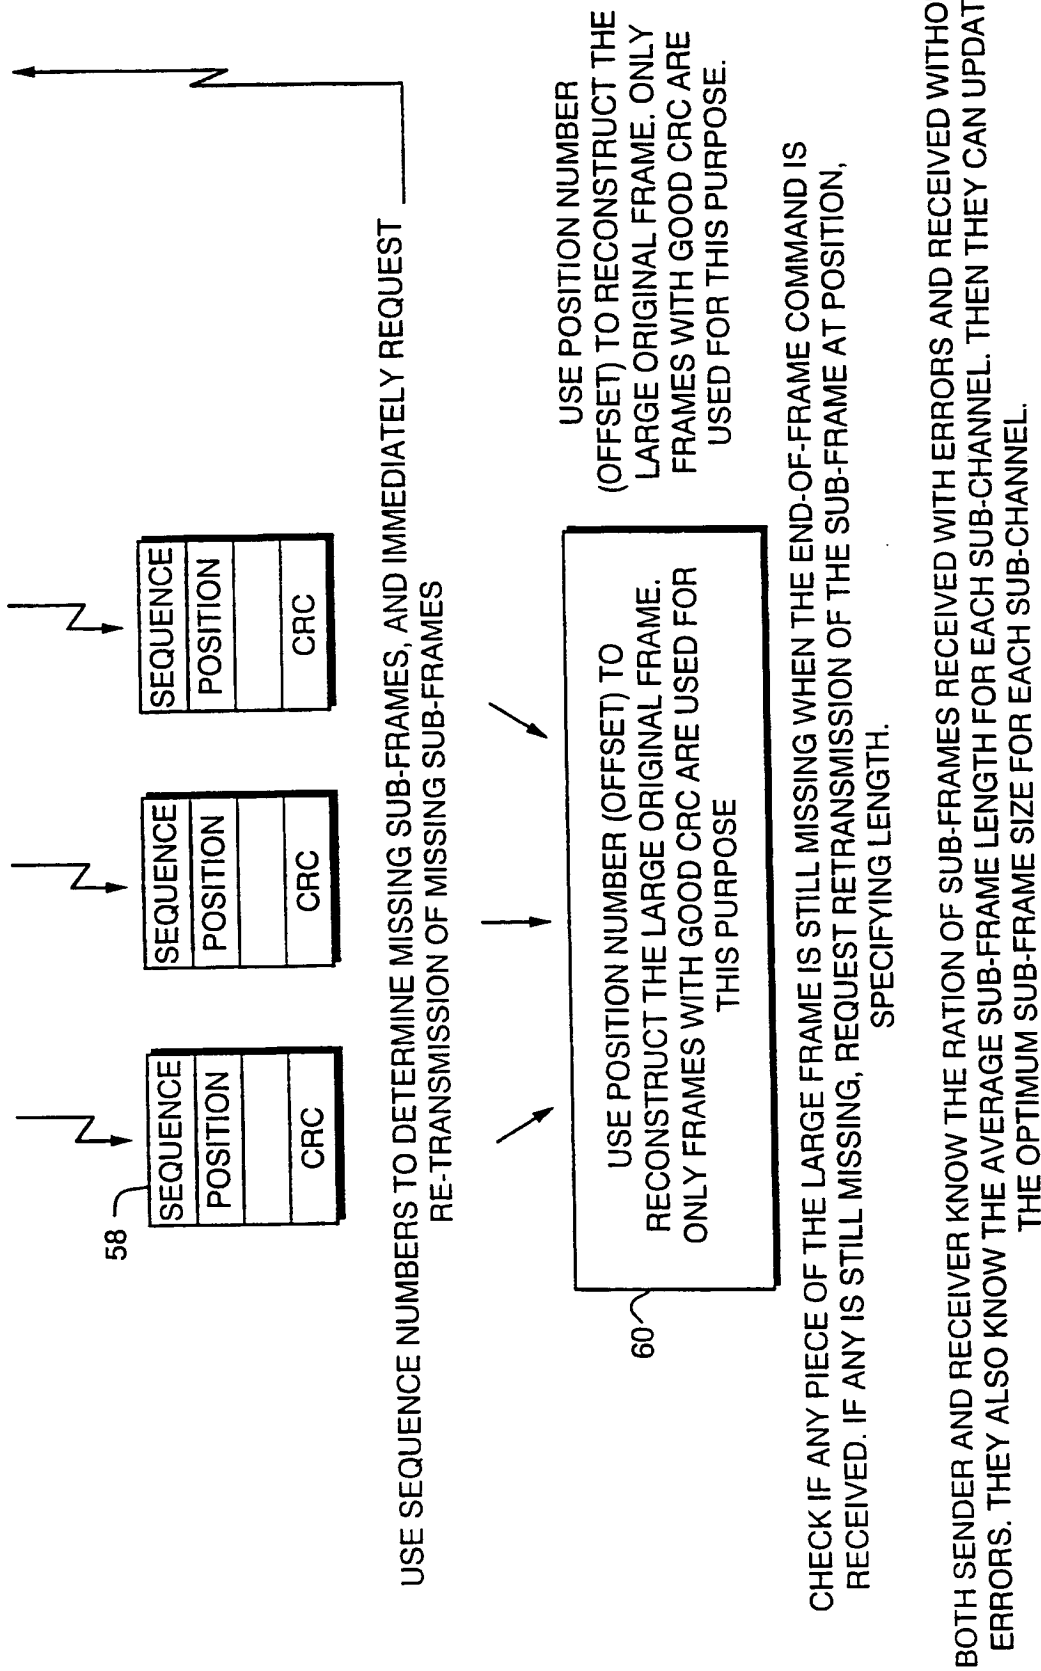 58
SEQUENCE
POSITION
CRC
SEQUENCE
POSITION
CRC
SEQUENCE
POSITION
CRC
USE SEQUENCE NUMBERS TO DETERMINE MISSING SUB-FRAMES, AND IMMEDIATELY REQUEST
RE-TRANSMISSION OF MISSING SUB-FRAMES
60
USE POSITION NUMBER (OFFSET) TO
RECONSTRUCT THE LARGE ORIGINAL FRAME.
ONLY FRAMES WITH GOOD CRC ARE USED FOR
THIS PURPOSE
USE POSITION NUMBER
(OFFSET) TO RECONSTRUCT THE
LARGE ORIGINAL FRAME. ONLY
FRAMES WITH GOOD CRC ARE
USED FOR THIS PURPOSE.
CHECK IF ANY PIECE OF THE LARGE FRAME IS STILL MISSING WHEN THE END-OF-FRAME COMMAND IS
RECEIVED. IF ANY IS STILL MISSING, REQUEST RETRANSMISSION OF THE SUB-FRAME AT POSITION,
SPECIFYING LENGTH.
BOTH SENDER AND RECEIVER KNOW THE RATION OF SUB-FRAMES RECEIVED WITH ERRORS AND RECEIVED WITHO
ERRORS. THEY ALSO KNOW THE AVERAGE SUB-FRAME LENGTH FOR EACH SUB-CHANNEL. THEN THEY CAN UPDAT
THE OPTIMUM SUB-FRAME SIZE FOR EACH SUB-CHANNEL.